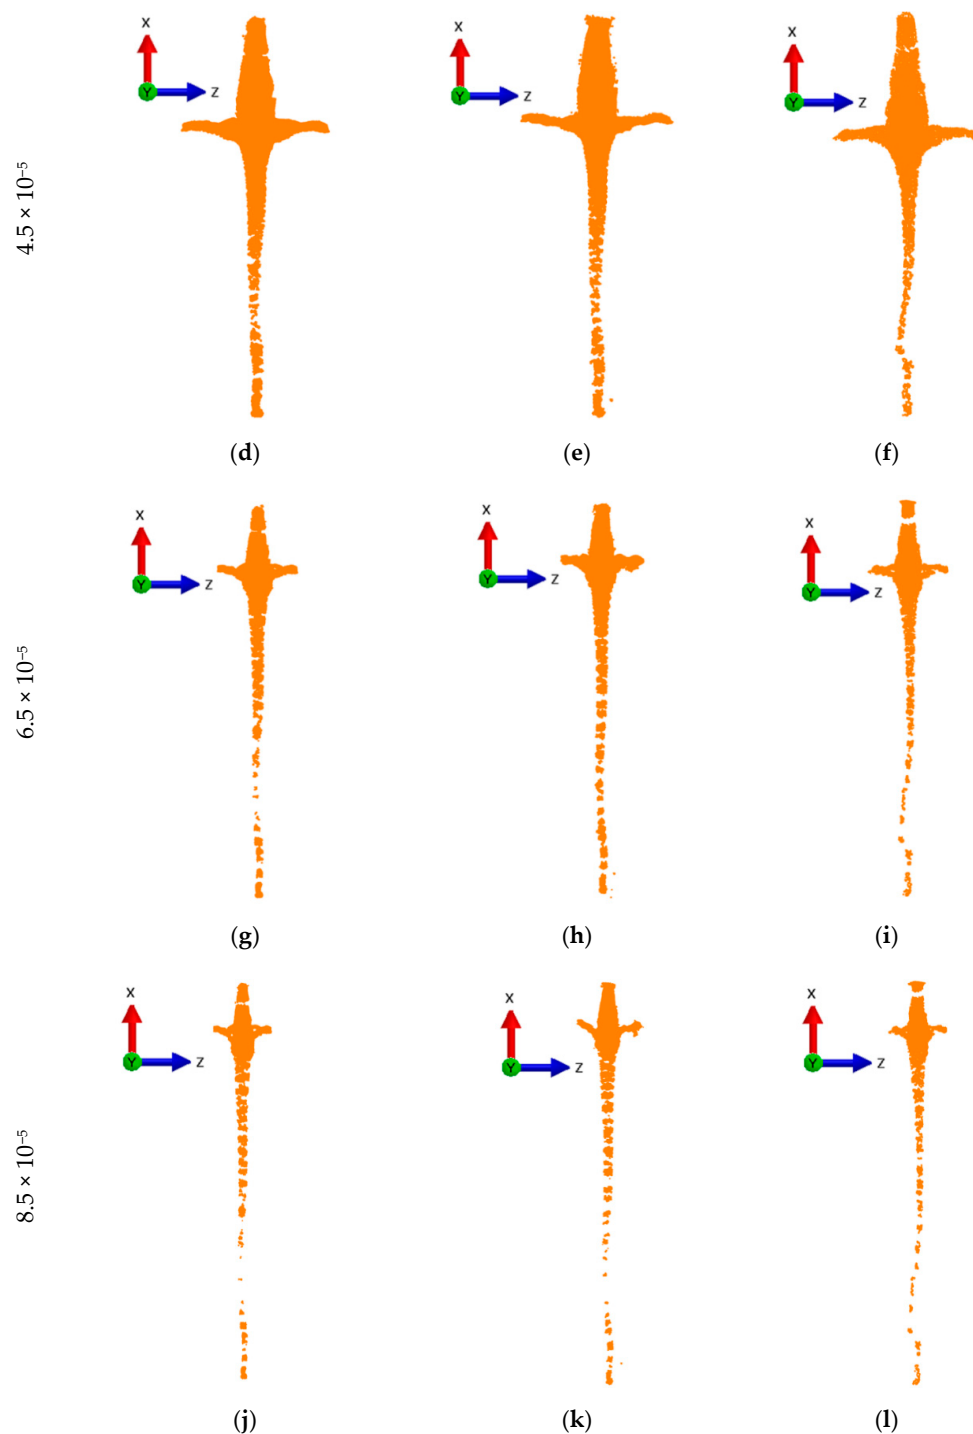 4.5 × 10⁻⁵
X
Y
Z
X
Y
Z
X
Y
Z
(d)
(e)
(f)
6.5 × 10⁻⁵
X
Y
Z
X
Y
Z
X
Y
Z
(g)
(h)
(i)
8.5 × 10⁻⁵
X
Y
Z
X
Y
Z
X
Y
Z
(j)
(k)
(l)